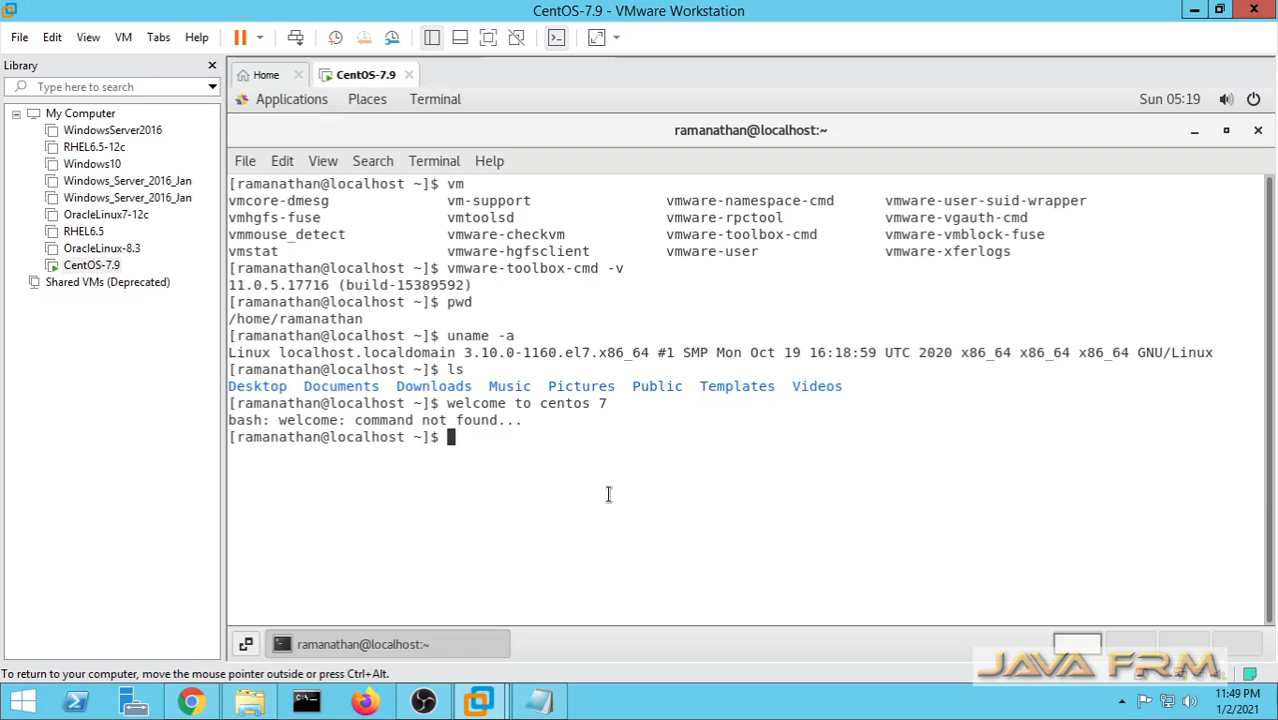 CentOS-7.9 - VMware Workstation
File Edit View VM Tabs Help
Library
Type here to search
My Computer
WindowsServer2016
RHEL6.5-12c
Windows10
Windows_Server_2016_Jan
Windows_Server_2016_Jan
OracleLinux7-12c
RHEL6.5
OracleLinux-8.3
CentOS-7.9
Shared VMs (Deprecated)
Home CentOS-7.9
Applications Places Terminal Sun 05:19
ramanathan@localhost:~
File Edit View Search Terminal Help
[ramanathan@localhost ~]$ vm
vmcore-dmesg vm-support vmware-namespace-cmd vmware-user-suid-wrapper
vmhgfs-fuse vmtoolsd vmware-rpctool vmware-vgauth-cmd
vmmouse_detect vmware-checkvm vmware-toolbox-cmd vmware-vmblock-fuse
vmstat vmware-hgfsclient vmware-user vmware-xferlogs
[ramanathan@localhost ~]$ vmware-toolbox-cmd -v
11.0.5.17716 (build-15389592)
[ramanathan@localhost ~]$ pwd
/home/ramanathan
[ramanathan@localhost ~]$ uname -a
Linux localhost.localdomain 3.10.0-1160.el7.x86_64 #1 SMP Mon Oct 19 16:18:59 UTC 2020 x86_64 x86_64 x86_64 GNU/Linux
[ramanathan@localhost ~]$ ls
Desktop Documents Downloads Music Pictures Public Templates Videos
[ramanathan@localhost ~]$ welcome to centos 7
bash: welcome: command not found...
[ramanathan@localhost ~]$
ramanathan@localhost:~
JAVA FRM
To return to your computer, move the mouse pointer outside or press Ctrl+Alt.
11:49 PM
1/2/2021